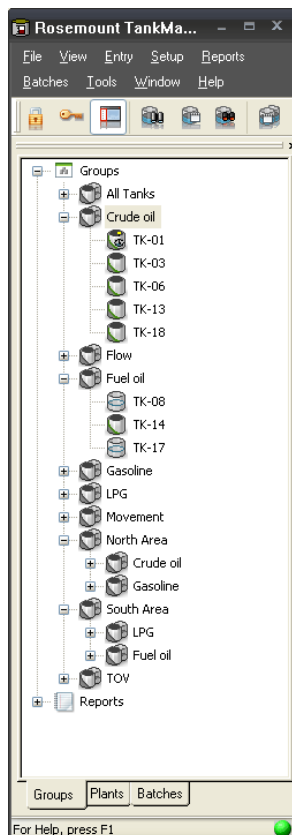 Rosemount TankMa...
File View Entry Setup Reports
Batches Tools Window Help
Groups
All Tanks
Crude oil
TK-01
TK-03
TK-06
TK-13
TK-18
Flow
Fuel oil
TK-08
TK-14
TK-17
Gasoline
LPG
Movement
North Area
Crude oil
Gasoline
South Area
LPG
Fuel oil
TOV
Reports
Groups Plants Batches
For Help, press F1